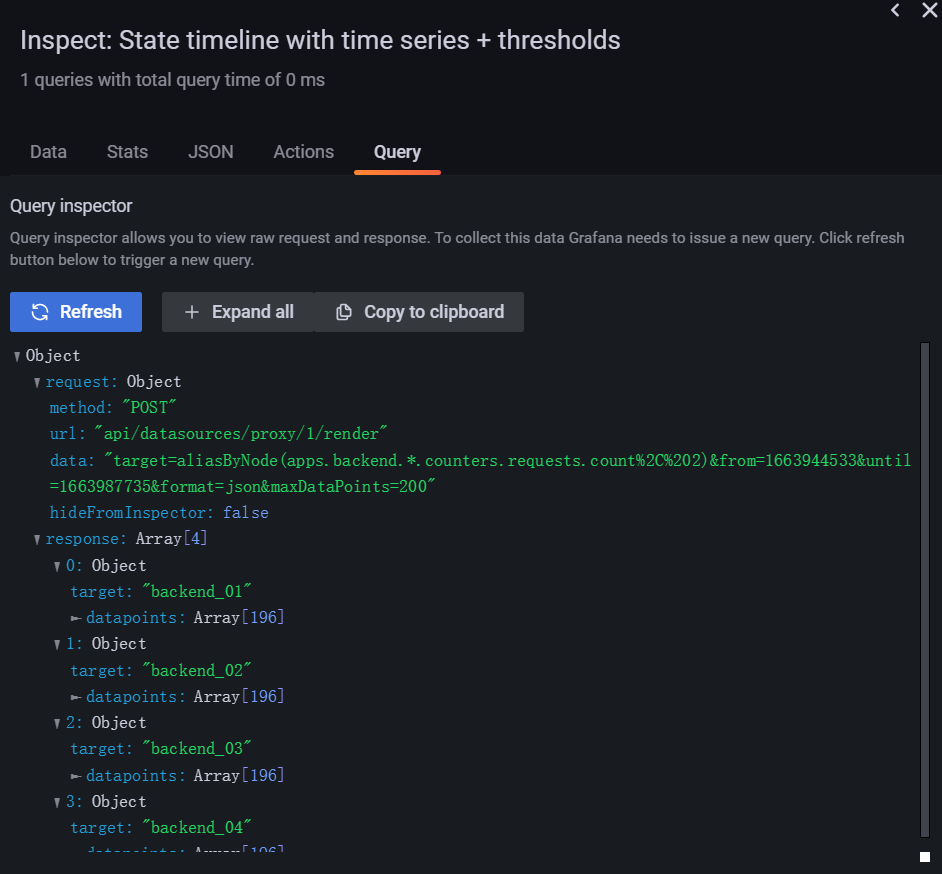 Inspect: State timeline with time series + thresholds
1 queries with total query time of 0 ms
Data Stats JSON Actions Query
Query inspector
Query inspector allows you to view raw request and response. To collect this data Grafana needs to issue a new query. Click refresh
button below to trigger a new query.
Refresh Expand all Copy to clipboard
Object
request: Object
method: "POST"
url: "api/datasources/proxy/1/render"
data: "target=aliasByNode(apps.backend.*.counters.requests.count%2C%202)&from=1663944533&until
=1663987735&format=json&maxDataPoints=200"
hideFromInspector: false
response: Array[4]
0: Object
target: "backend_01"
datapoints: Array[196]
1: Object
target: "backend_02"
datapoints: Array[196]
2: Object
target: "backend_03"
datapoints: Array[196]
3: Object
target: "backend_04"
datapoints: Array[196]